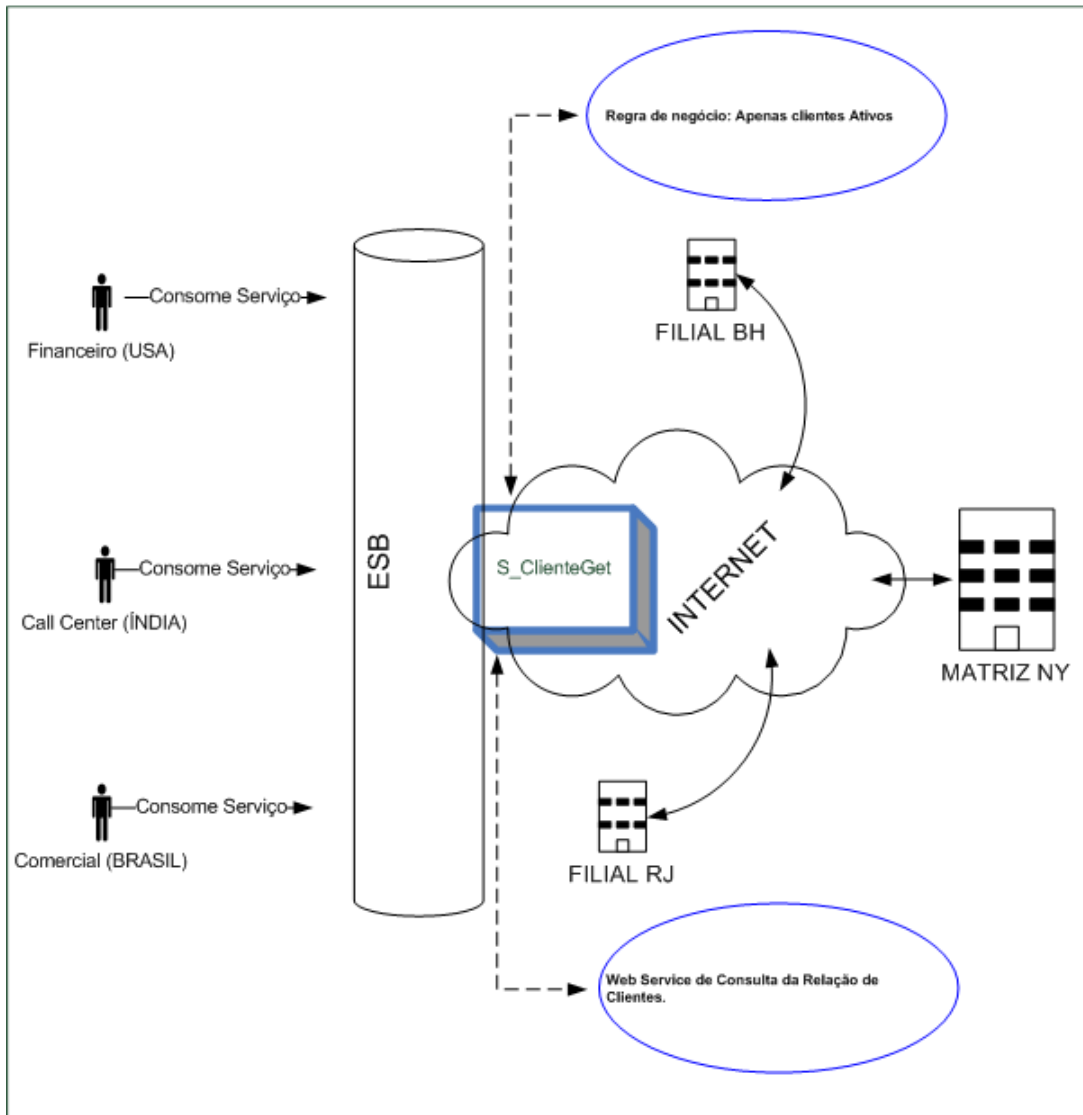 Regra de negócio: Apenas clientes Ativos
Consome Serviço
Financeiro (USA)
FILIAL BH
ESB
S_ClienteGet
INTERNET
Consome Serviço
Call Center (ÍNDIA)
MATRIZ NY
Consome Serviço
Comercial (BRASIL)
FILIAL RJ
Web Service de Consulta da Relação de
Clientes.